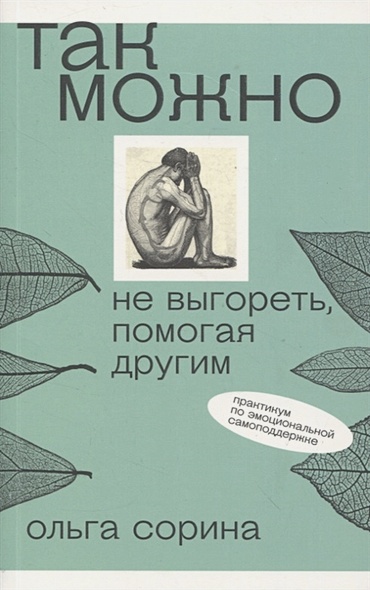 так
можно
не выгореть,
помогая
другим
практикум
по эмоциональной
самоподдержке
ольга сорина